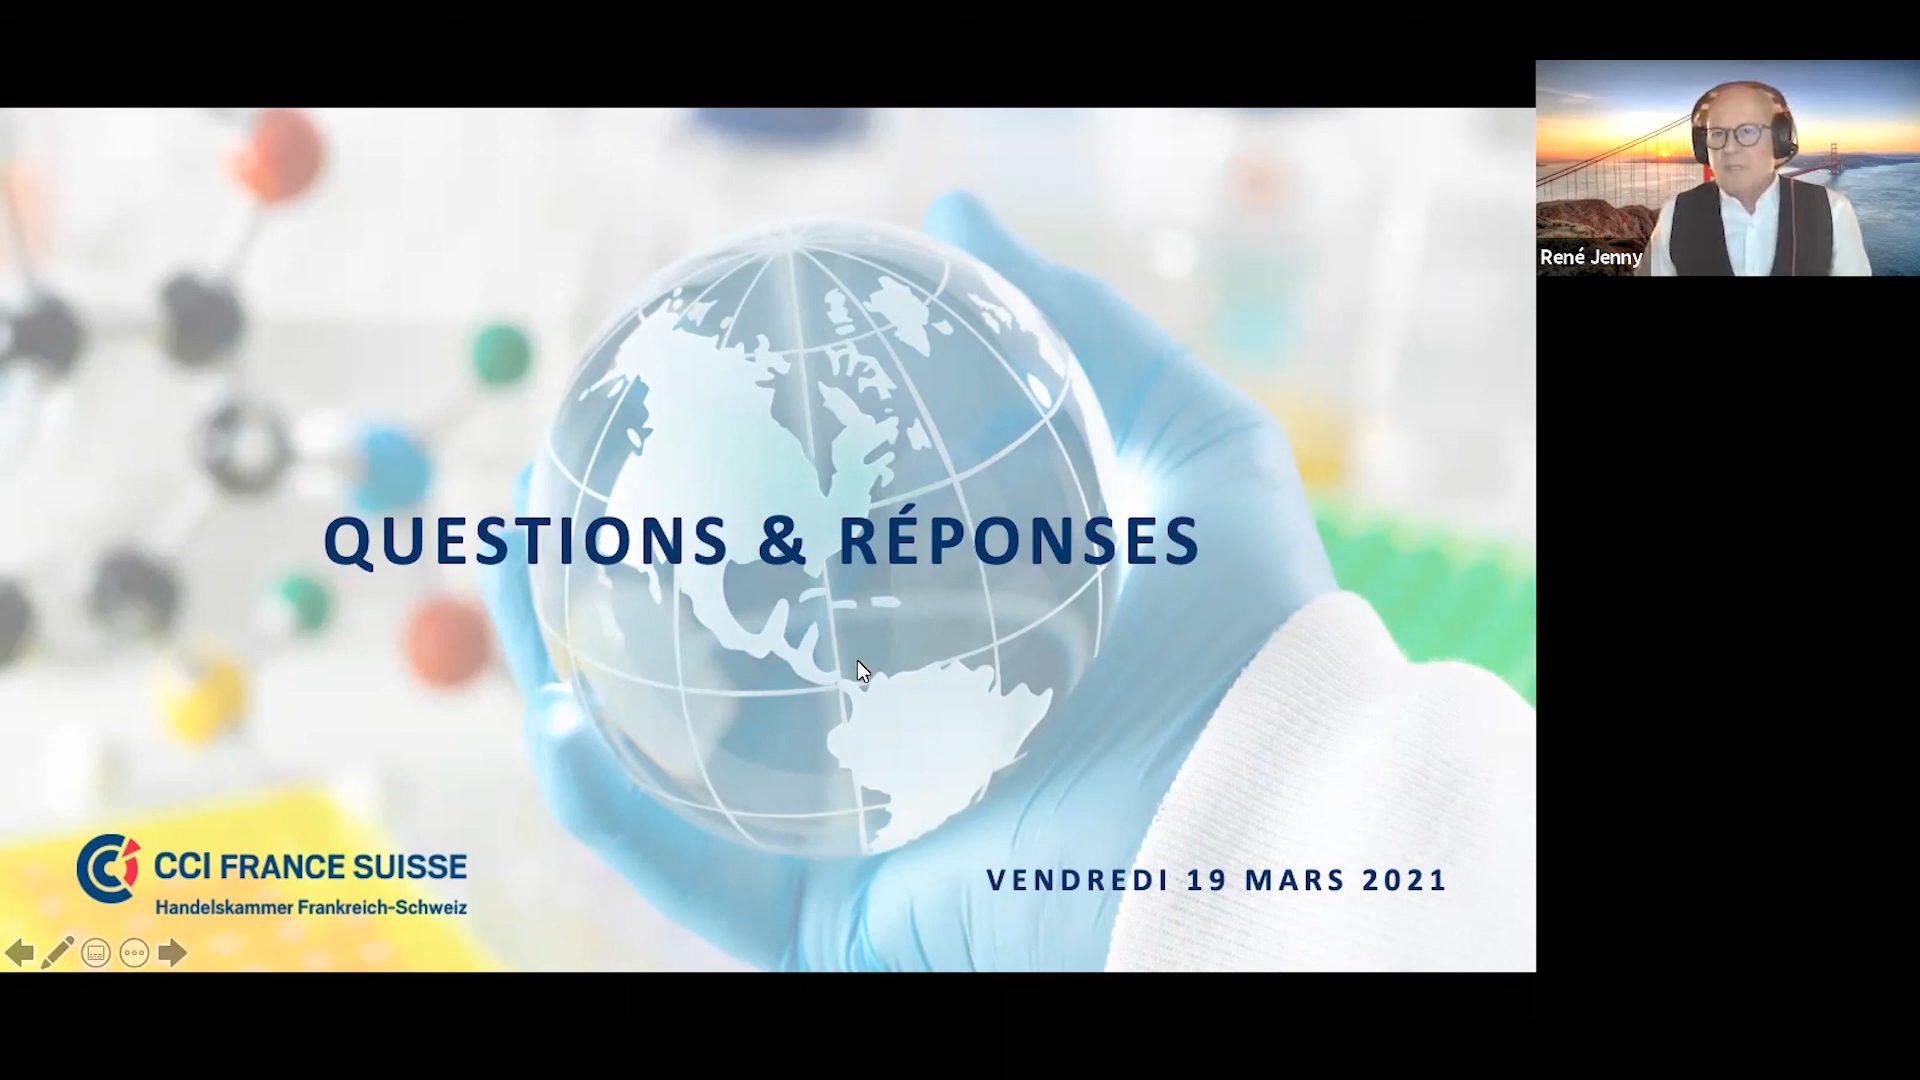 René Jenny
QUESTIONS & RÉPONSES
CCI FRANCE SUISSE
Handelskammer Frankreich-Schweiz
VENDREDI 19 MARS 2021